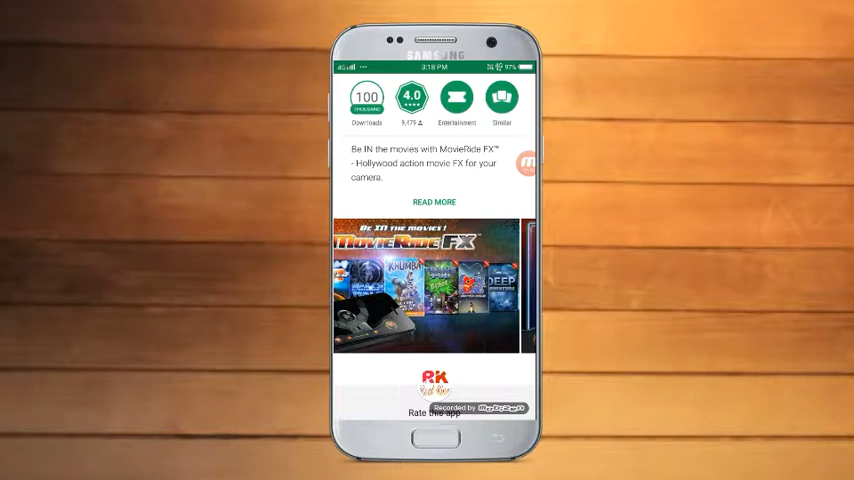 SAMSUNG
4G
3:18 PM
97%
100
THOUSAND
4.0
Downloads
9,479
Entertainment
Similar
Be IN the movies with MovieRide FX™
- Hollywood action movie FX for your
camera.
READ MORE
BE IN THE MOVIES!
MOVIERIDE FX
KHUMBA
DEEP
RK
Rate this app
Recorded by MOBIZEN